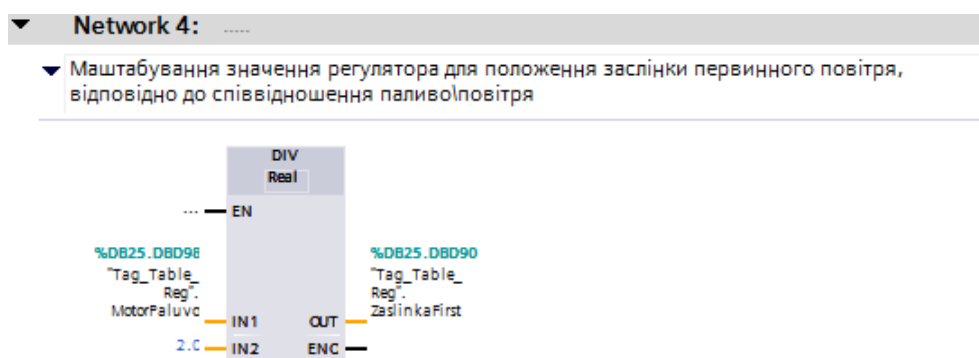 Network 4: .....
Маштабування значення регулятора для положення заслінки первинного повітря,
відповідно до співвідношення паливо\повітря
DIV
Real
... EN
%DB25.DBD98 %DB25.DBD90
"Tag_Table_ "Tag_Table_
Reg". Reg".
MotorPaluvo ZaslinkaFirst
IN1 OUT
2.0 IN2 ENO